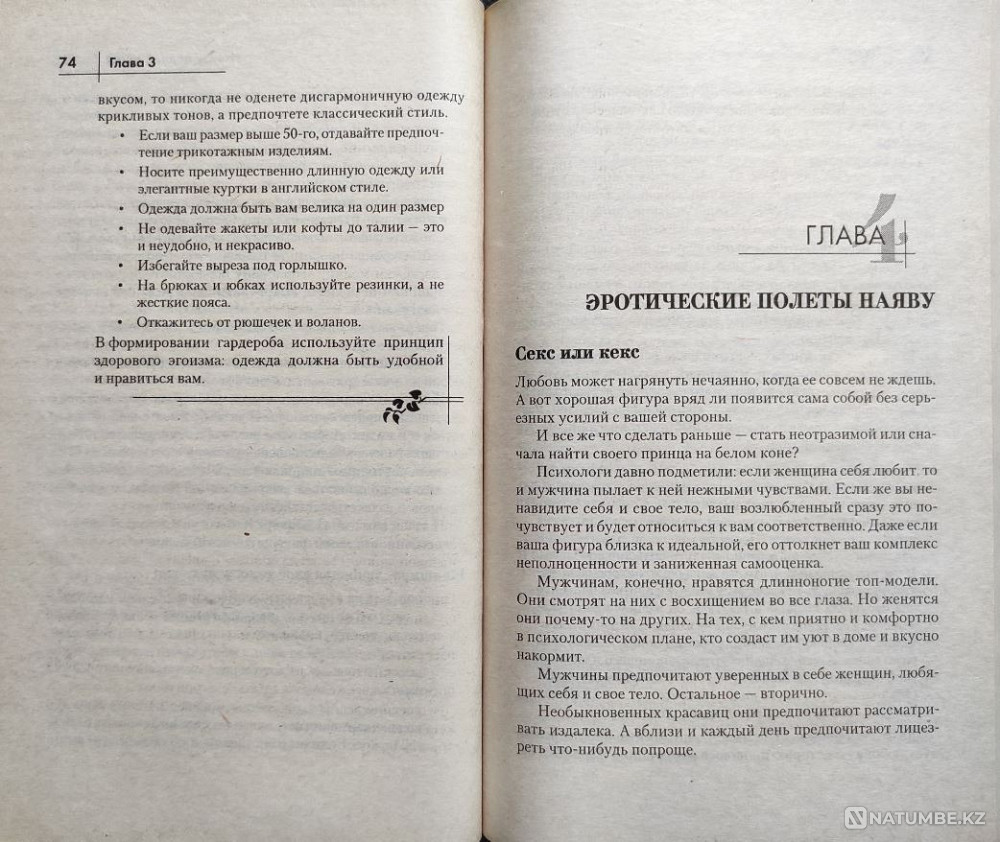 74 Глава 3
вкусом, то никогда не оденете дисгармоничную одежду
крикливых тонов, а предпочтете классический стиль.
• Если ваш размер выше 50-го, отдавайте предпоч-
тение трикотажным изделиям.
• Носите преимущественно длинную одежду или
элегантные куртки в английском стиле.
• Одежда должна быть вам велика на один размер
• Не одевайте жакеты или кофты до талии — это
и неудобно, и некрасиво.
• Избегайте выреза под горлышко.
• На брюках и юбках используйте резинки, а не
жесткие пояса.
• Откажитесь от рюшечек и воланов.
В формировании гардероба используйте принцип
здорового эгоизма: одежда должна быть удобной
и нравиться вам.
ГЛАВА 4
ЭРОТИЧЕСКИЕ ПОЛЕТЫ НАЯВУ
Секс или кекс
Любовь может нагрянуть нечаянно, когда ее совсем не ждешь.
А вот хорошая фигура вряд ли появится сама собой без серь-
езных усилий с вашей стороны.
И все же что сделать раньше — стать неотразимой или сна-
чала найти своего принца на белом коне?
Психологи давно подметили: если женщина себя любит то
и мужчина пылает к ней нежными чувствами. Если же вы не-
навидите себя и свое тело, ваш возлюбленный сразу это по-
чувствует и будет относиться к вам соответственно. Даже если
ваша фигура близка к идеальной, его оттолкнет ваш комплекс
неполноценности и заниженная самооценка.
Мужчинам, конечно, нравятся длинноногие топ-модели.
Они смотрят на них с восхищением во все глаза. Но женятся
они почему-то на других. На тех, с кем приятно и комфортно
в психологическом плане, кто создаст им уют в доме и вкусно
накормит.
Мужчины предпочитают уверенных в себе женщин, любя-
щих себя и свое тело. Остальное — вторично.
Необыкновенных красавиц они предпочитают рассматри-
вать издалека. А вблизи и каждый день предпочитают лицез-
реть что-нибудь попроще.
NATUMBE.KZ